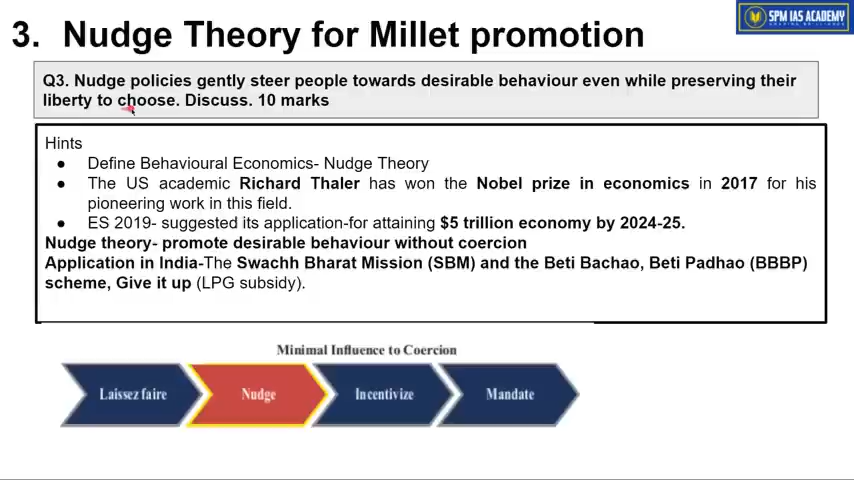 3. Nudge Theory for Millet promotion
SPM IAS ACADEMY
Q3. Nudge policies gently steer people towards desirable behaviour even while preserving their
liberty to choose. Discuss. 10 marks
Hints
● Define Behavioural Economics- Nudge Theory
● The US academic Richard Thaler has won the Nobel prize in economics in 2017 for his
pioneering work in this field.
● ES 2019- suggested its application-for attaining $5 trillion economy by 2024-25.
Nudge theory- promote desirable behaviour without coercion
Application in India-The Swachh Bharat Mission (SBM) and the Beti Bachao, Beti Padhao (BBBP)
scheme, Give it up (LPG subsidy).
Minimal Influence to Coercion
Laissez faire
Nudge
Incentivize
Mandate